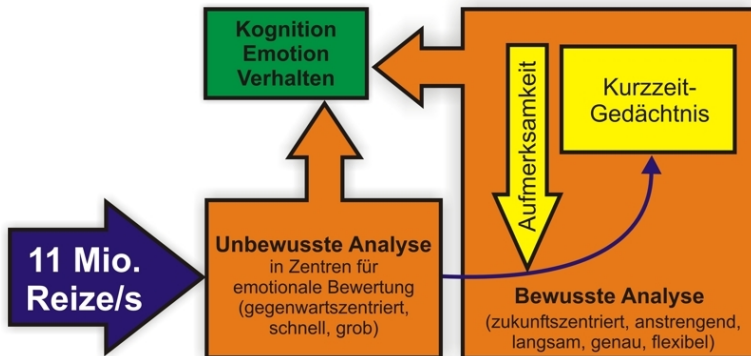 Kognition
Emotion
Verhalten
Aufmerksamkeit
Kurzzeit-
Gedächtnis
11 Mio.
Reize/s
Unbewusste Analyse
in Zentren für
emotionale Bewertung
(gegenwartszentriert,
schnell, grob)
Bewusste Analyse
(zukunftszentriert, anstrengend,
langsam, genau, flexibel)